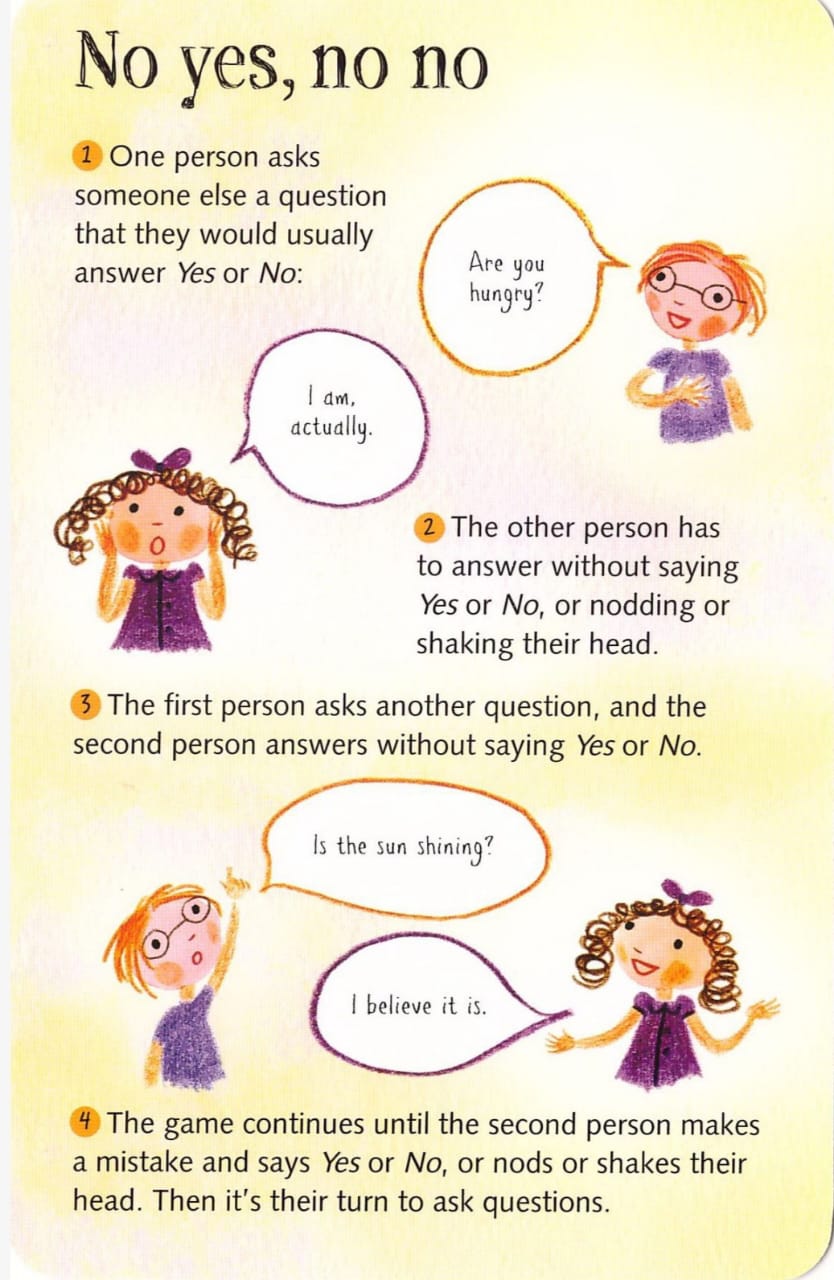 No yes, no no
1 One person asks
someone else a question
that they would usually
answer Yes or No:
Are you
hungry?
I am,
actually.
2 The other person has
to answer without saying
Yes or No, or nodding or
shaking their head.
3 The first person asks another question, and the
second person answers without saying Yes or No.
Is the sun shining?
I believe it is.
4 The game continues until the second person makes
a mistake and says Yes or No, or nods or shakes their
head. Then it's their turn to ask questions.